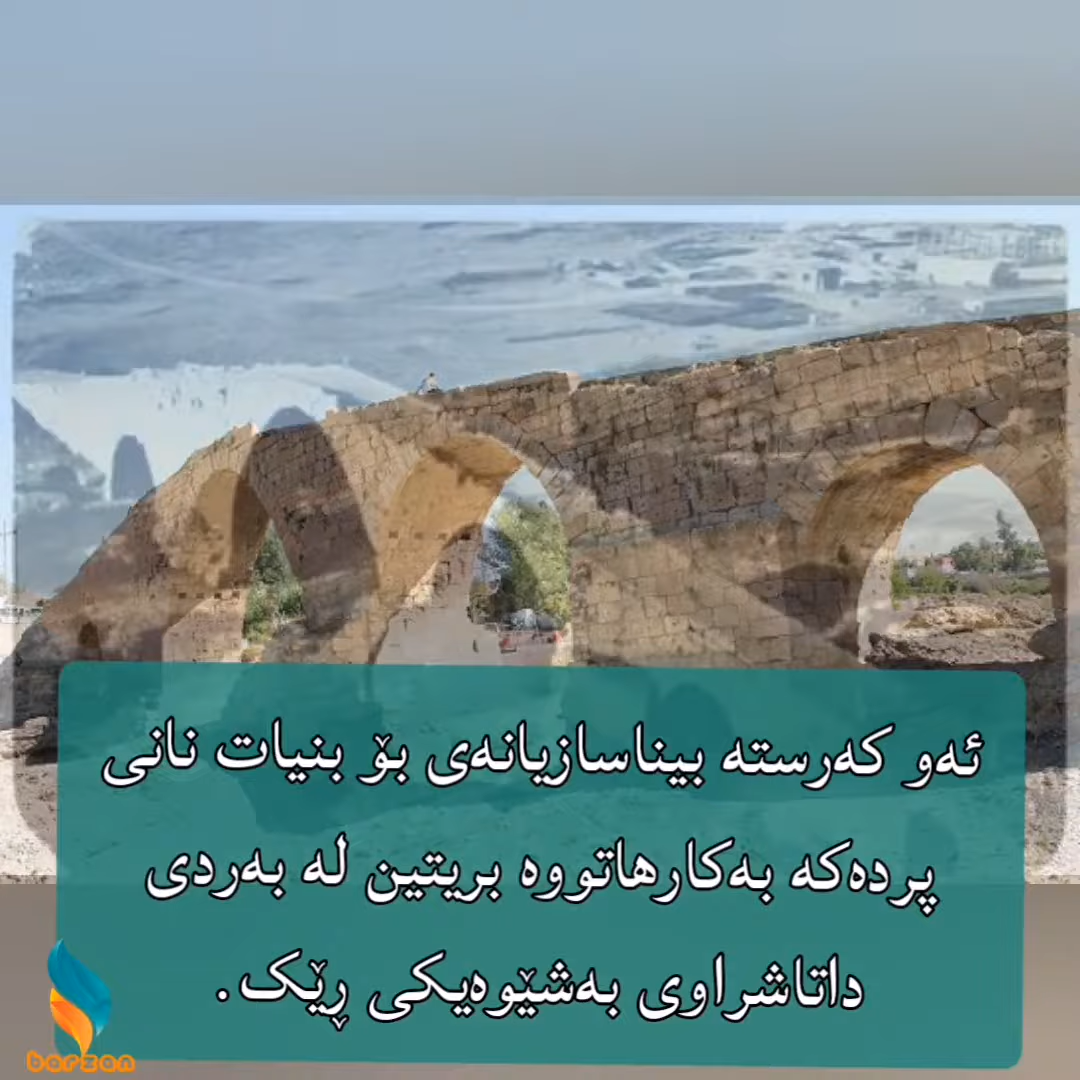 ئەو کەرستە بیناسازیانەی بۆ بنیات نانی
پردەکە بەکارهاتووە بریتین لە بەردی
داتاشراوی بەشێوەیکی ڕێک.
barzan